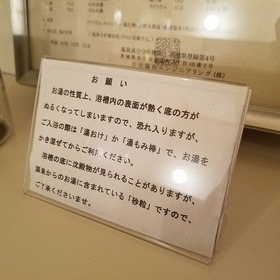 お願い
お湯の性質上、浴槽内の表面が熱く底の方が
ぬるくなってしまいますので、恐れ入りますが、
ご入浴の際は「湯おけ」か「湯もみ棒」で、お湯を
かき混ぜてからご利用ください。
浴槽の底に沈殿物が見られることがありますが、
温泉からのお湯に含まれている「砂粒」ですので、
ご了承くださいませ。